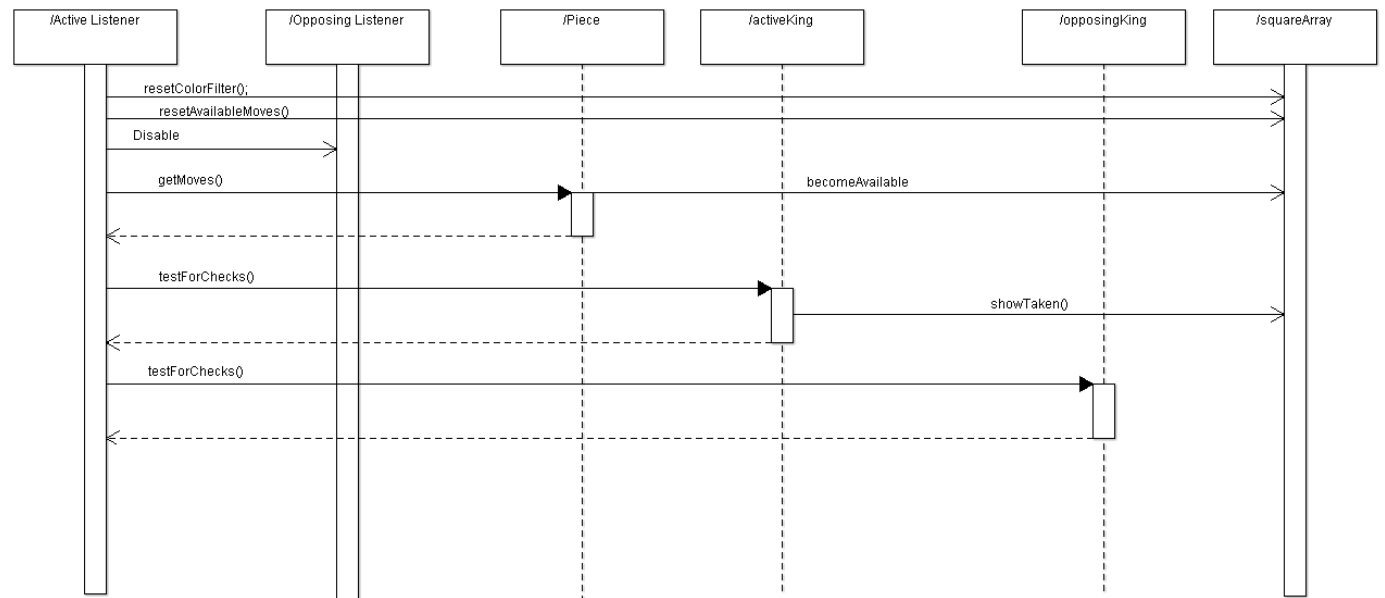 /Active Listener
/Opposing Listener
/Piece
/activeKing
/opposingKing
/squareArray
resetColorFilter();
resetAvailableMoves()
Disable
getMoves()
becomeAvailable
testForChecks()
showTaken()
testForChecks()